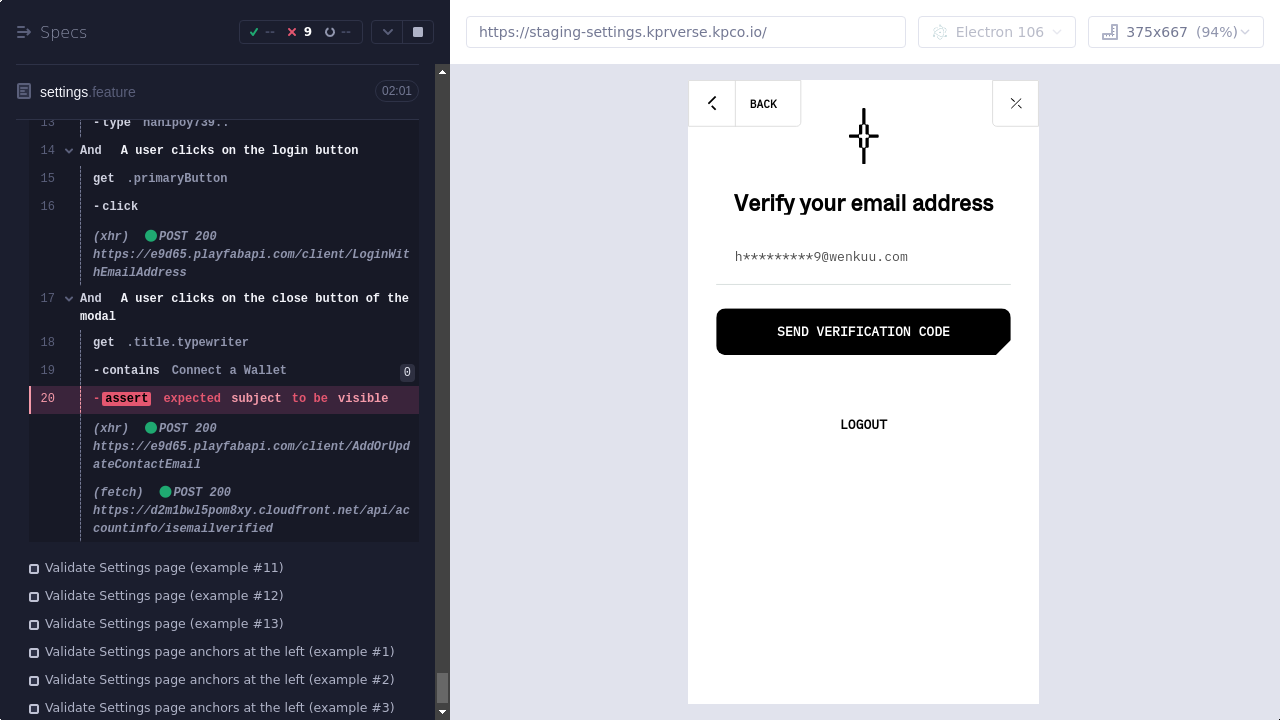 Specs
-- 9 --
settings.feature 02:01
13 -type hanipoy739..
14 And A user clicks on the login button
15 get .primaryButton
16 -click
(xhr) POST 200
https://e9d65.playfabapi.com/client/LoginWit
hEmailAddress
17 And A user clicks on the close button of the
modal
18 get .title.typewriter
19 -contains Connect a Wallet 0
20 -assert expected subject to be visible
(xhr) POST 200
https://e9d65.playfabapi.com/client/AddOrUpd
ateContactEmail
(fetch) POST 200
https://d2m1bwl5pom8xy.cloudfront.net/api/ac
countinfo/isemailverified
Validate Settings page (example #11)
Validate Settings page (example #12)
Validate Settings page (example #13)
Validate Settings page anchors at the left (example #1)
Validate Settings page anchors at the left (example #2)
Validate Settings page anchors at the left (example #3)
https://staging-settings.kprverse.kpco.io/
Electron 106
375x667 (94%)
BACK
Verify your email address
h*********9@wenkuu.com
SEND VERIFICATION CODE
LOGOUT